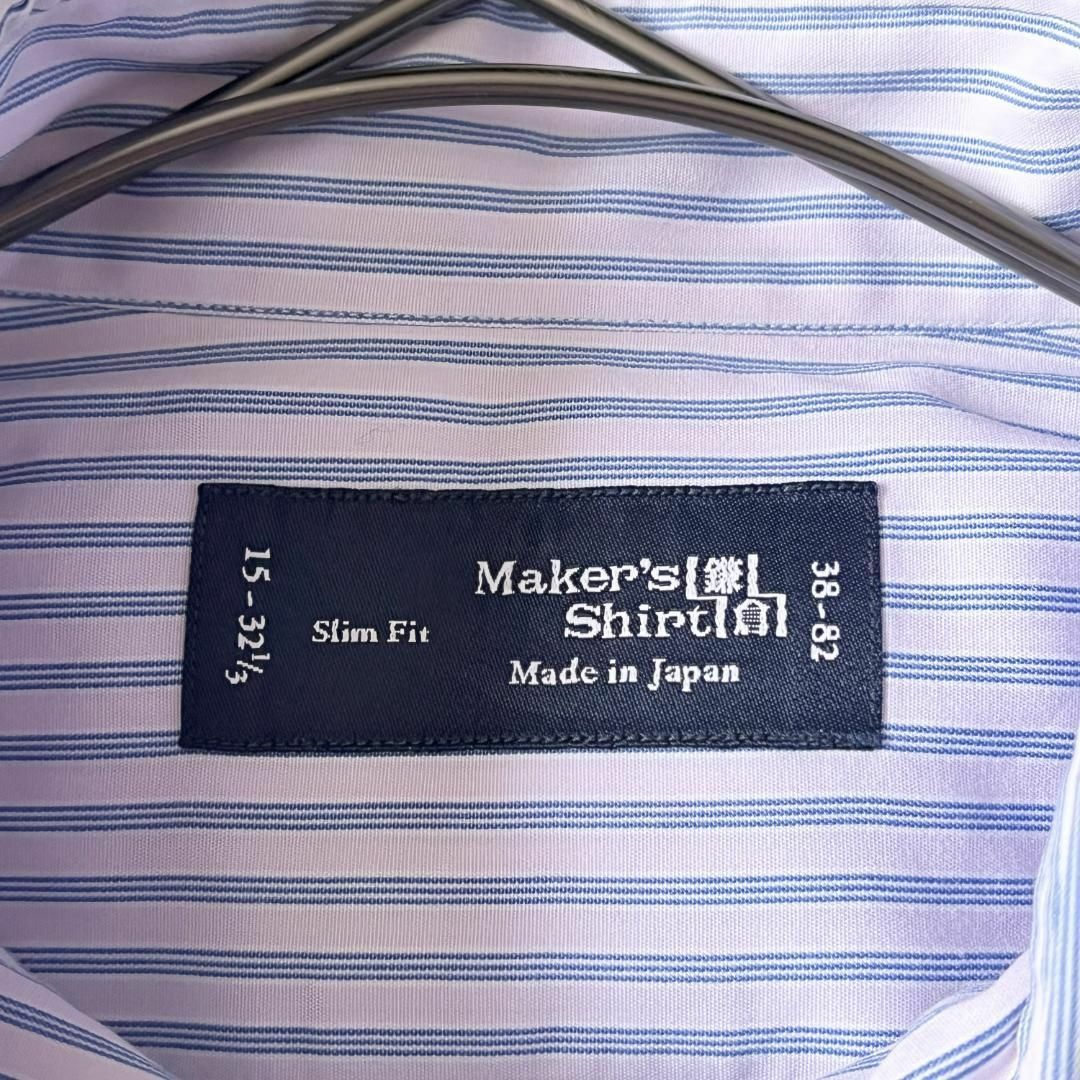 15-32⅓
Slim Fit
Maker's 鎌
Shirt 倉
Made in Japan
38-82